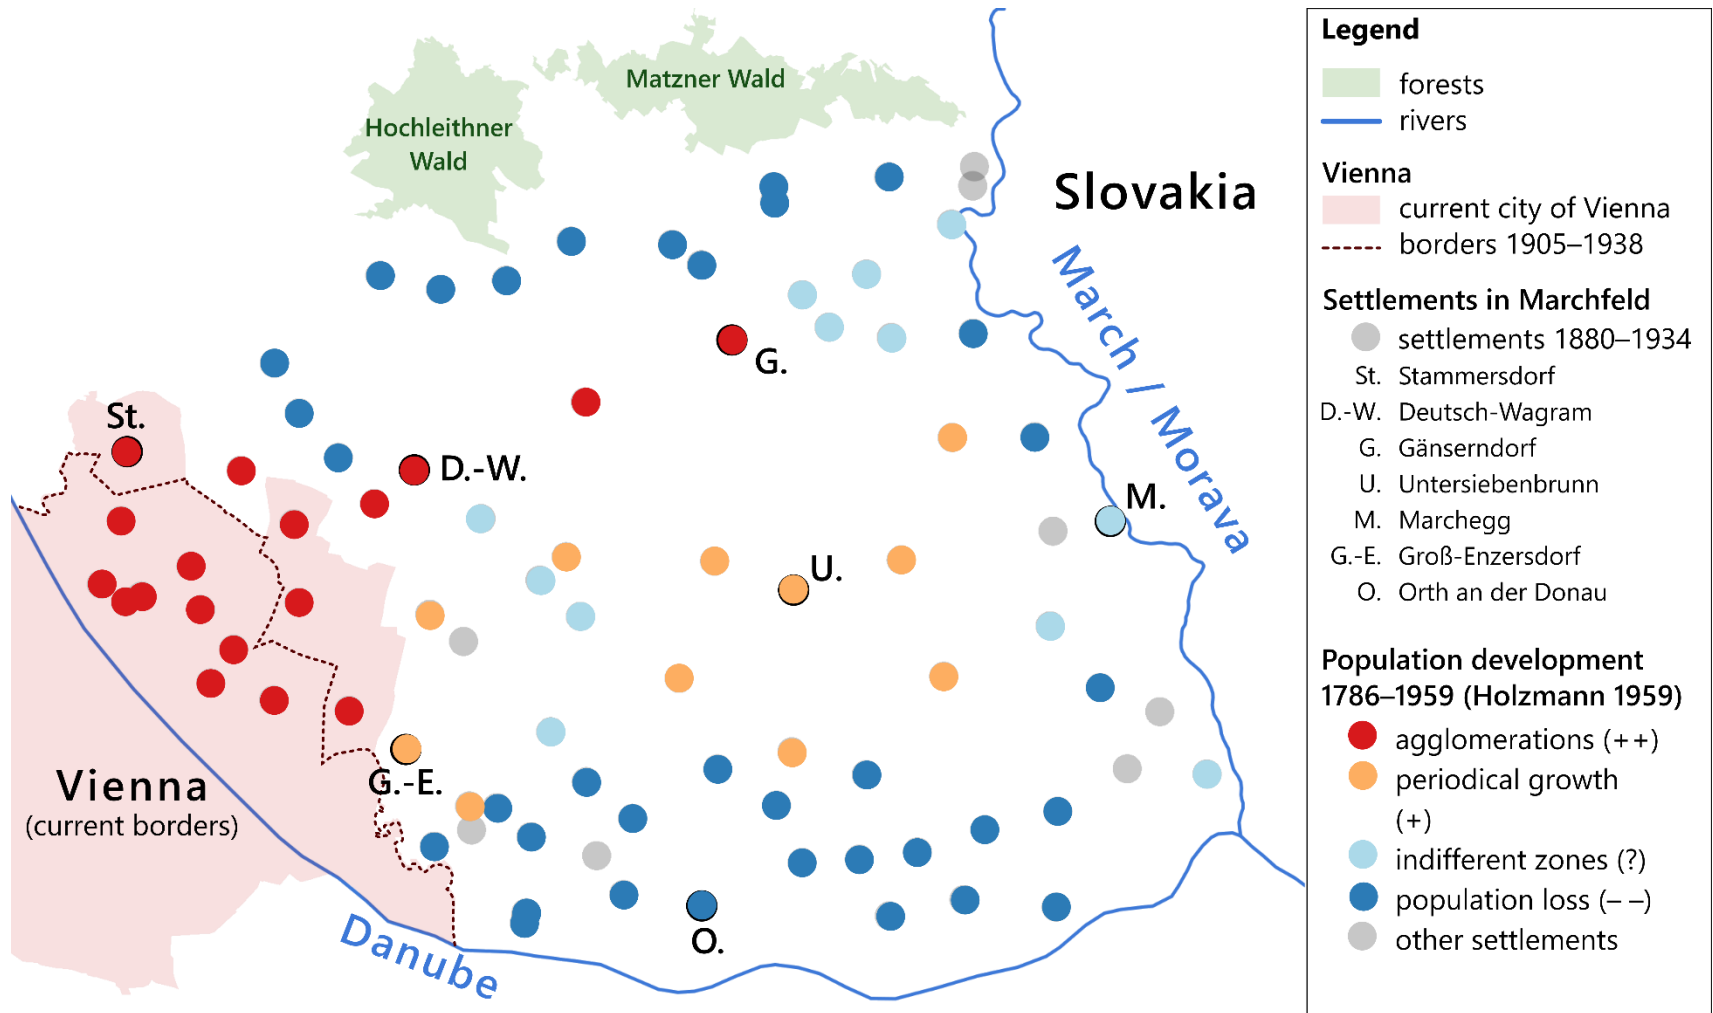 Matzner Wald
Hochleithner
Wald
Slovakia
March / Morava
G.
St.
D.-W.
M.
U.
G.-E.
Vienna
(current borders)
O.
Danube
Legend
forests
rivers
Vienna
current city of Vienna
borders 1905–1938
Settlements in Marchfeld
settlements 1880–1934
St. Stammersdorf
D.-W. Deutsch-Wagram
G. Gänserndorf
U. Untersiebenbrunn
M. Marchegg
G.-E. Groß-Enzersdorf
O. Orth an der Donau
Population development
1786–1959 (Holzmann 1959)
agglomerations (++)
periodical growth
(+)
indifferent zones (?)
population loss (– –)
other settlements